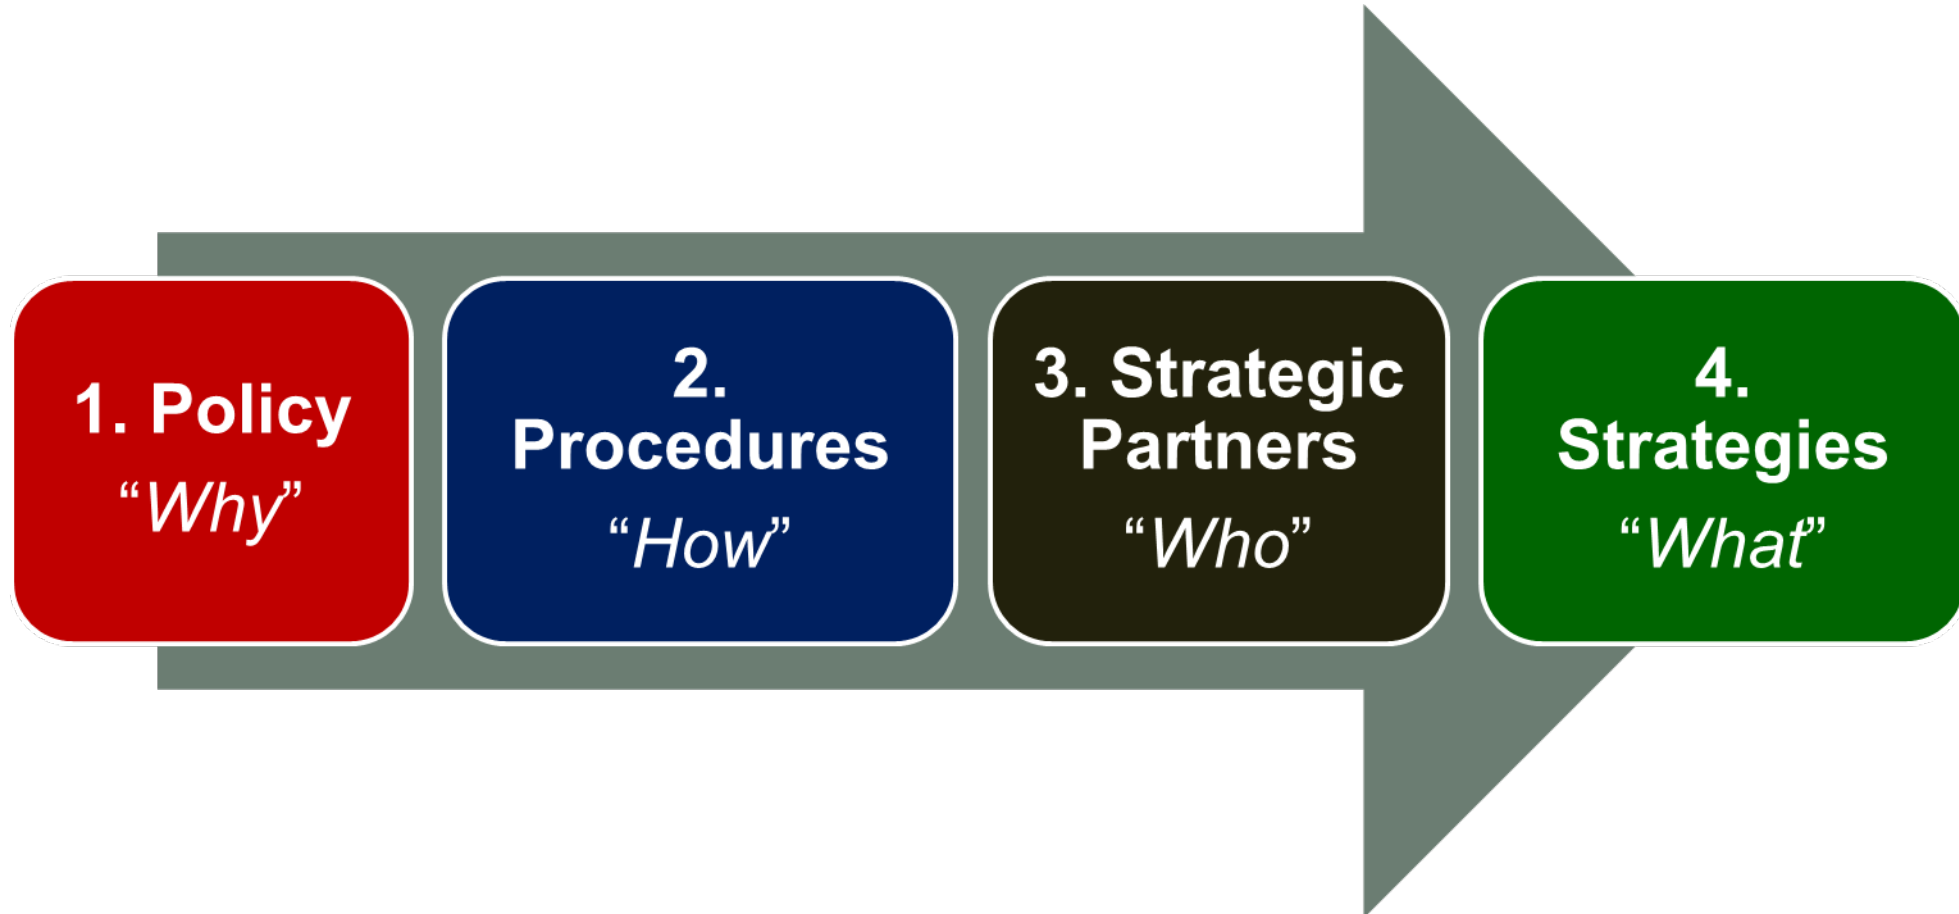 1. Policy
“Why”
2.
Procedures
“How”
3. Strategic
Partners
“Who”
4.
Strategies
“What”